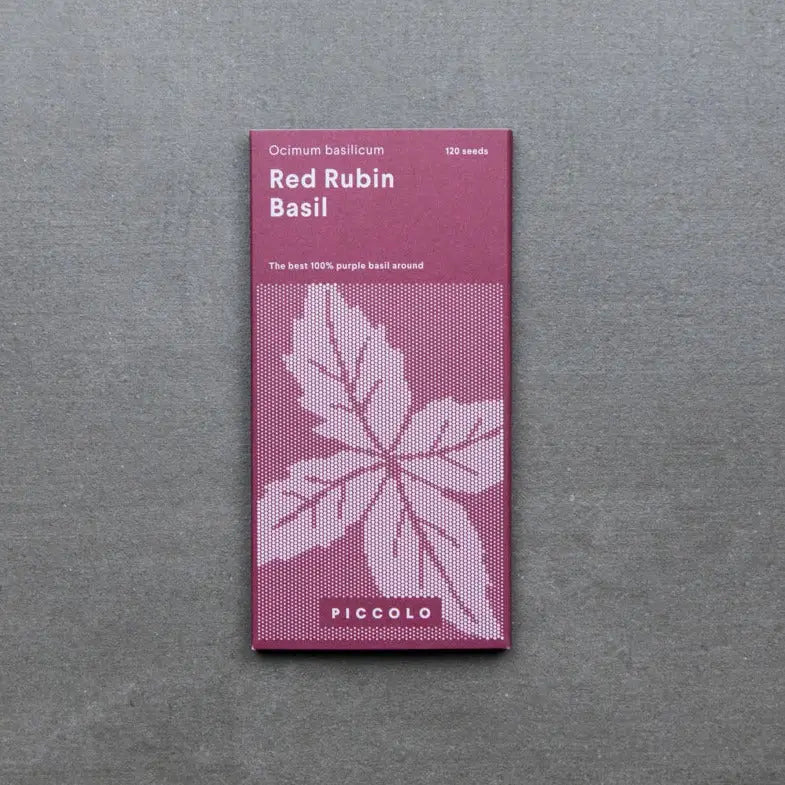 Ocimum basilicum 120 seeds
Red Rubin
Basil
The best 100% purple basil around
PICCOLO